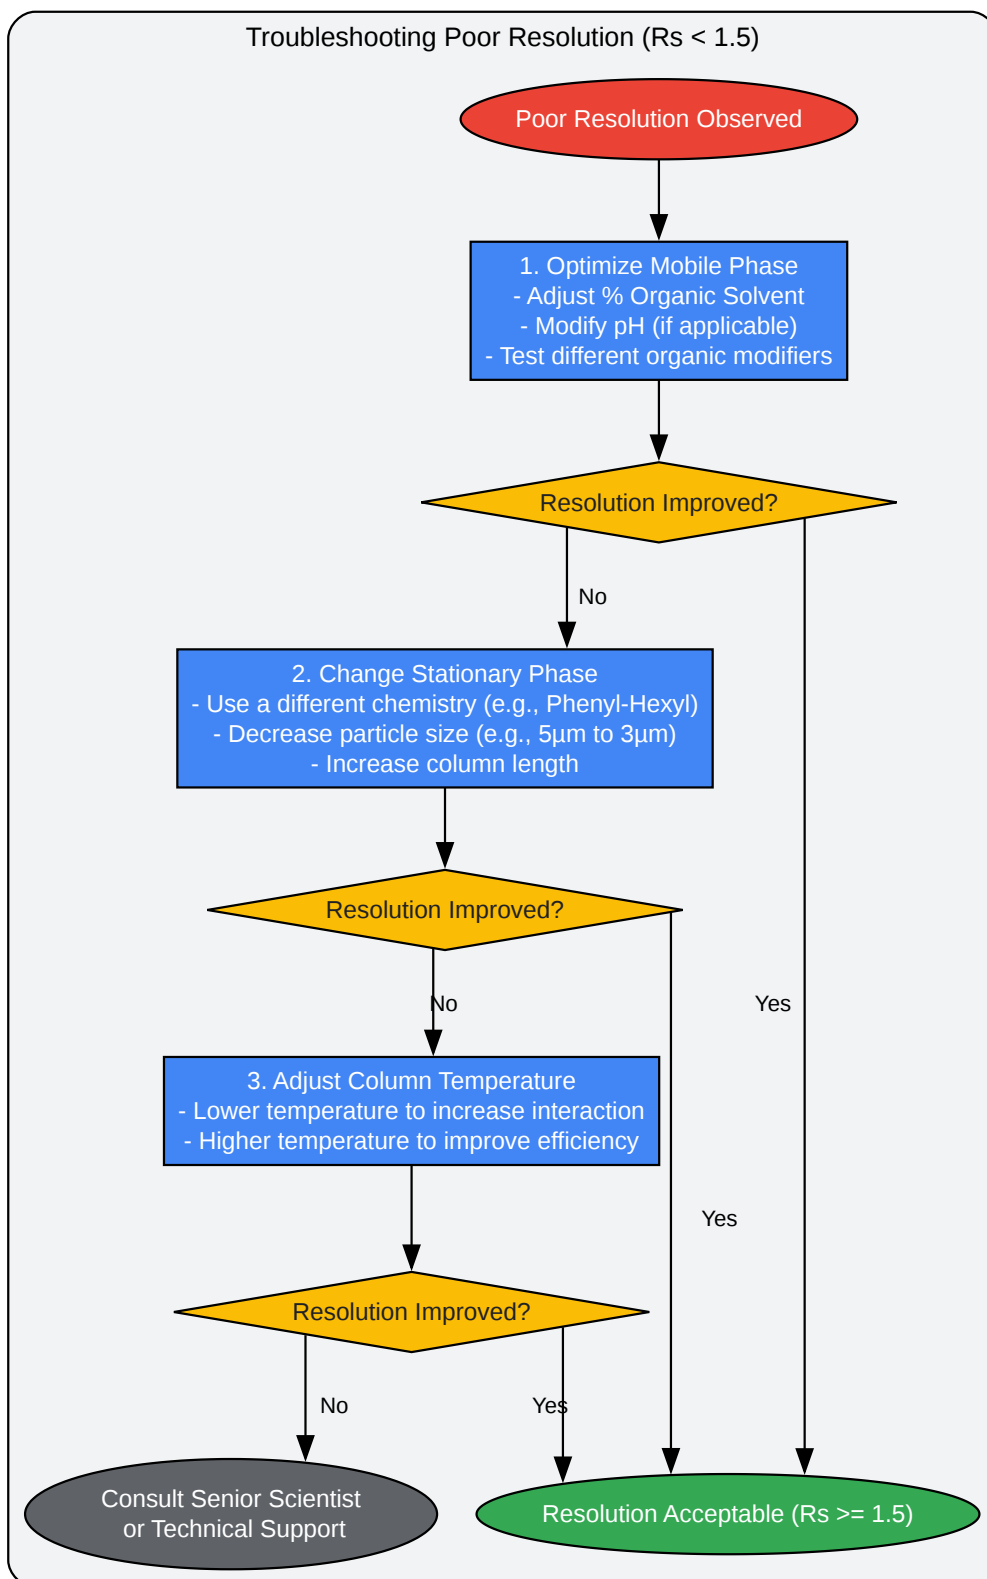 Troubleshooting Poor Resolution (Rs < 1.5)
Poor Resolution Observed
1. Optimize Mobile Phase
- Adjust % Organic Solvent
- Modify pH (if applicable)
- Test different organic modifiers
Resolution Improved?
No
2. Change Stationary Phase
- Use a different chemistry (e.g., Phenyl-Hexyl)
- Decrease particle size (e.g., 5µm to 3µm)
- Increase column length
Resolution Improved?
No
Yes
3. Adjust Column Temperature
- Lower temperature to increase interaction
- Higher temperature to improve efficiency
Yes
Resolution Improved?
No
Yes
Consult Senior Scientist
or Technical Support
Resolution Acceptable (Rs >= 1.5)